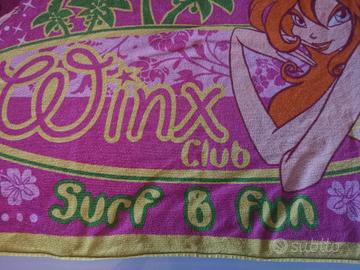 Winx
Club
Surf & Fun
subito